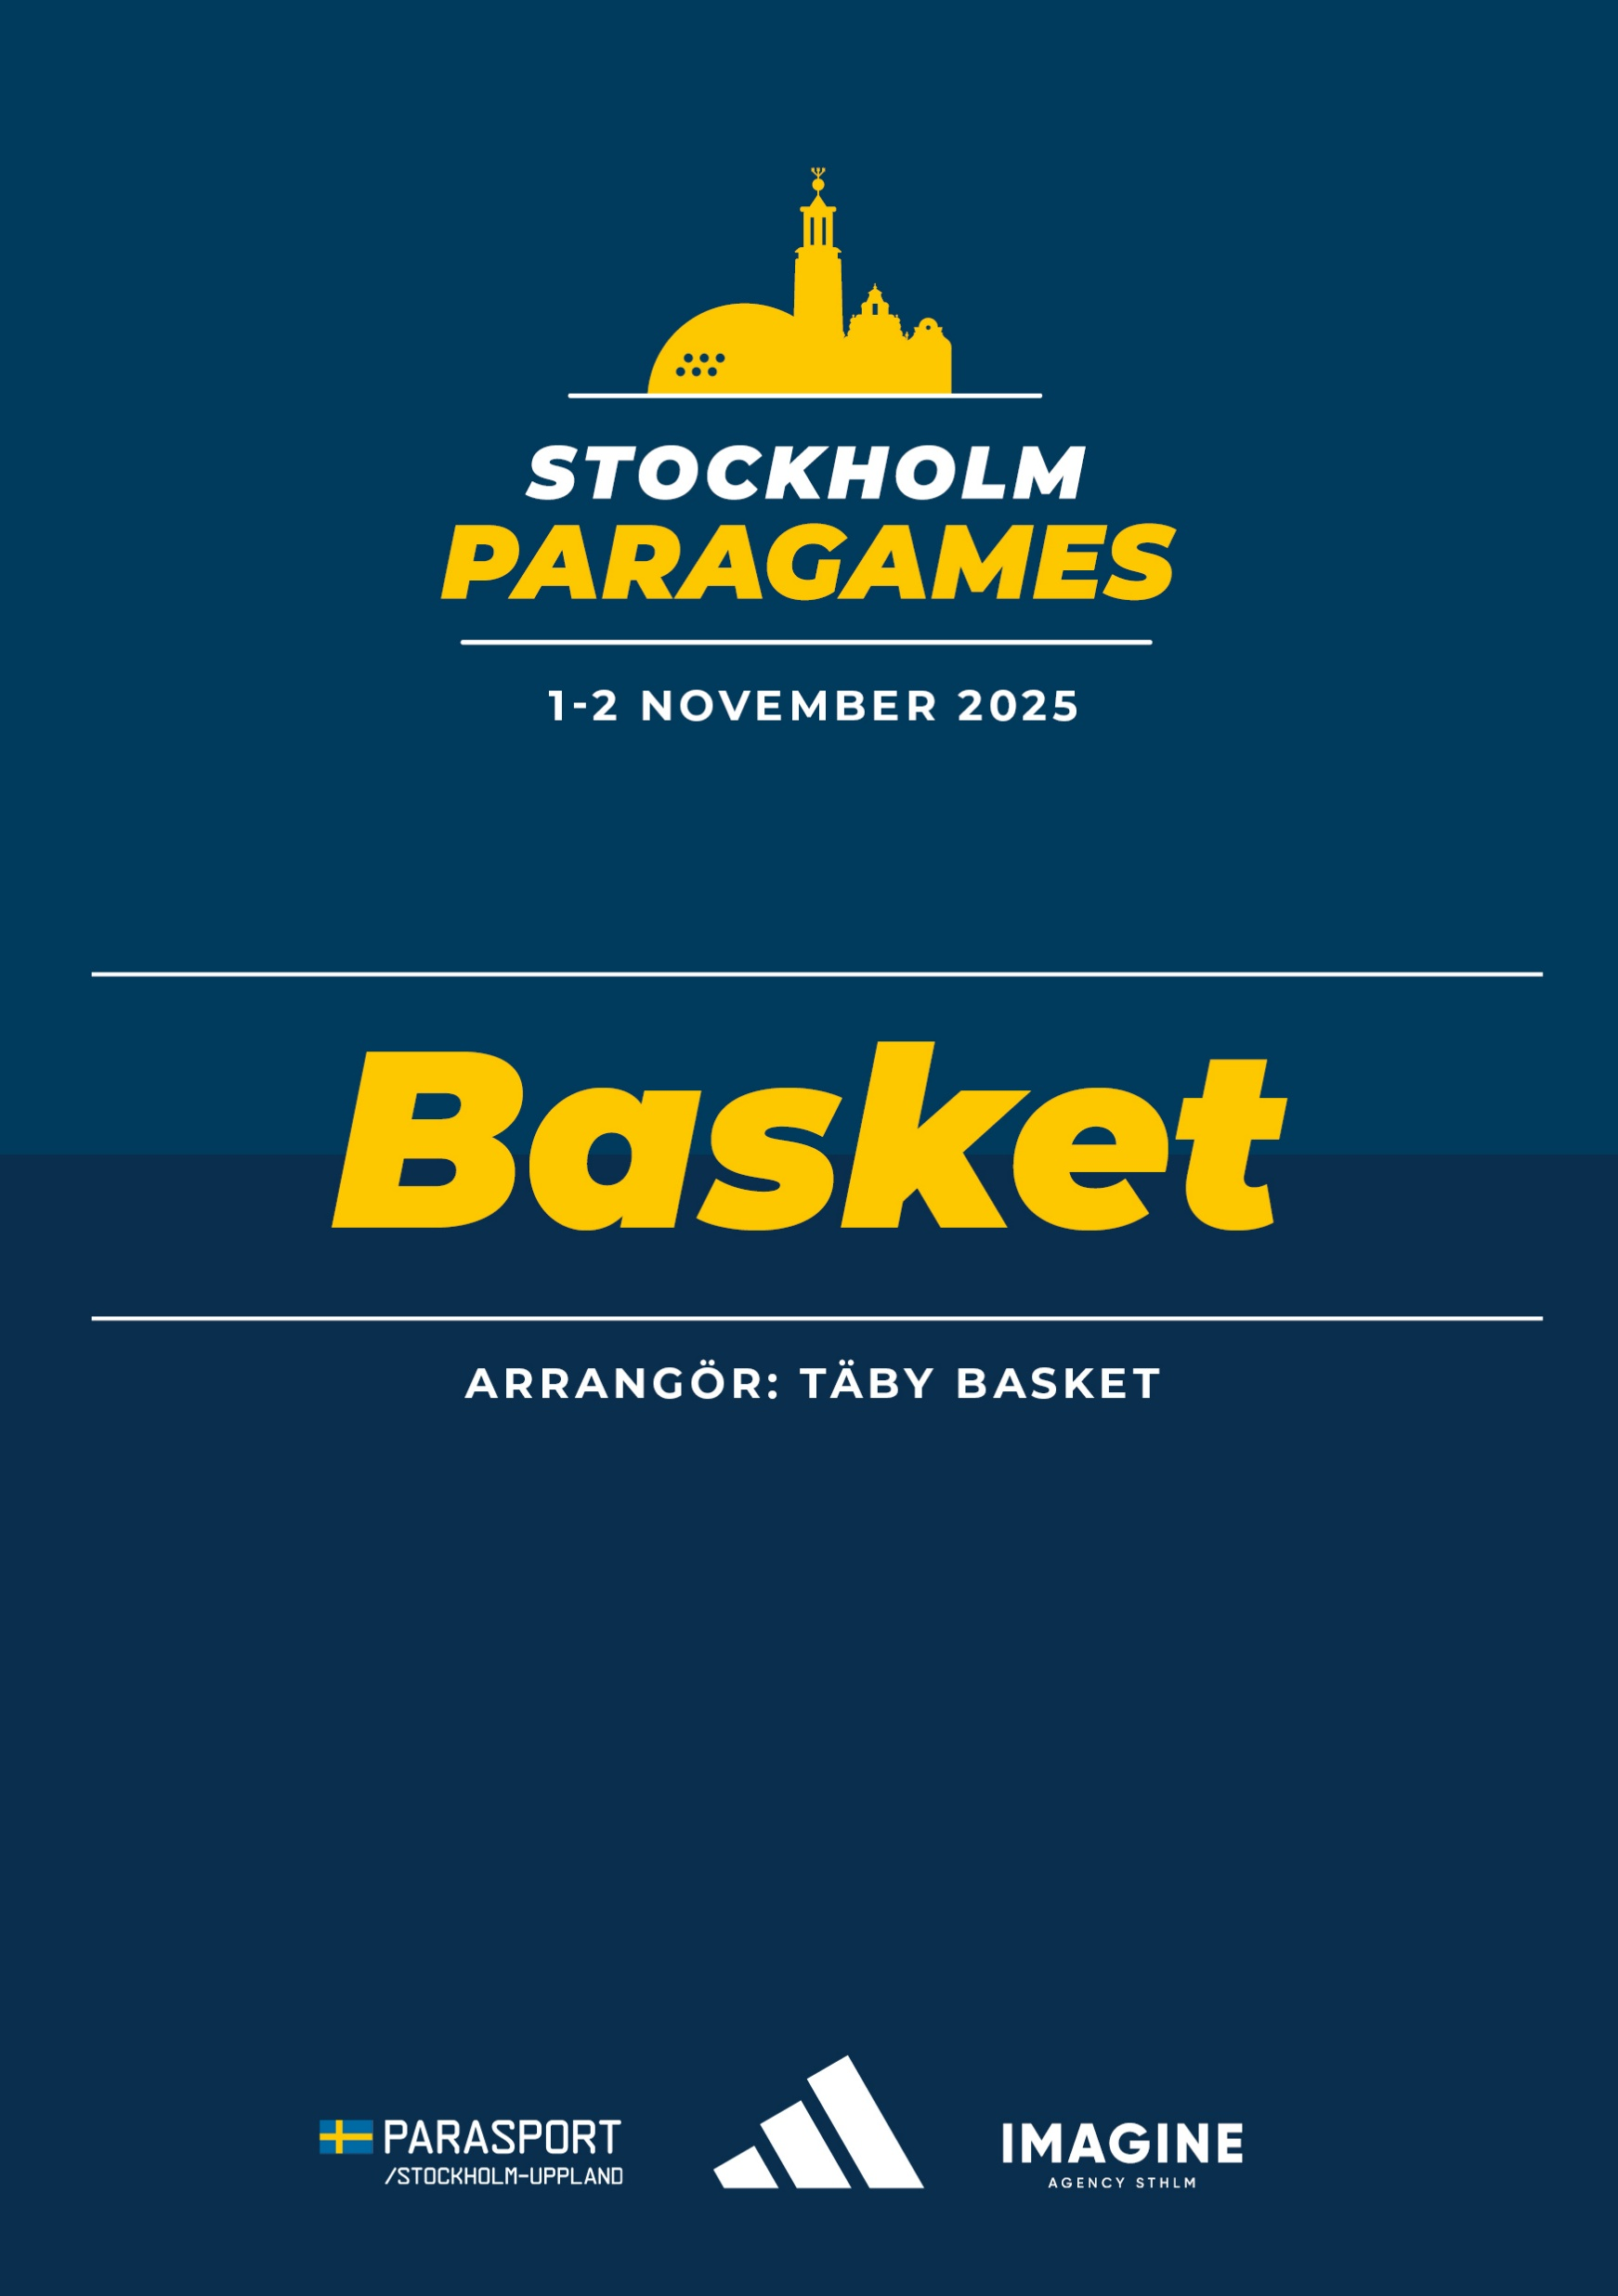 STOCKHOLM
PARAGAMES
1-2 NOVEMBER 2025
Basket
ARRANGÖR: TÄBY BASKET
PARASPORT
/STOCKHOLM-UPPLAND
IMAGINE
AGENCY STHLM